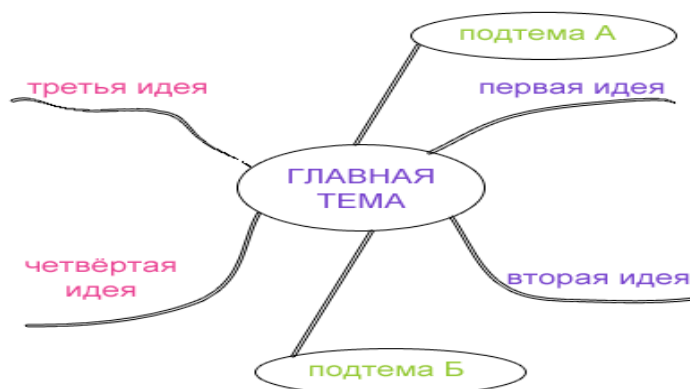 подтема А
третья идея
первая идея
ГЛАВНАЯ
ТЕМА
четвёртая
идея
вторая идея
подтема Б